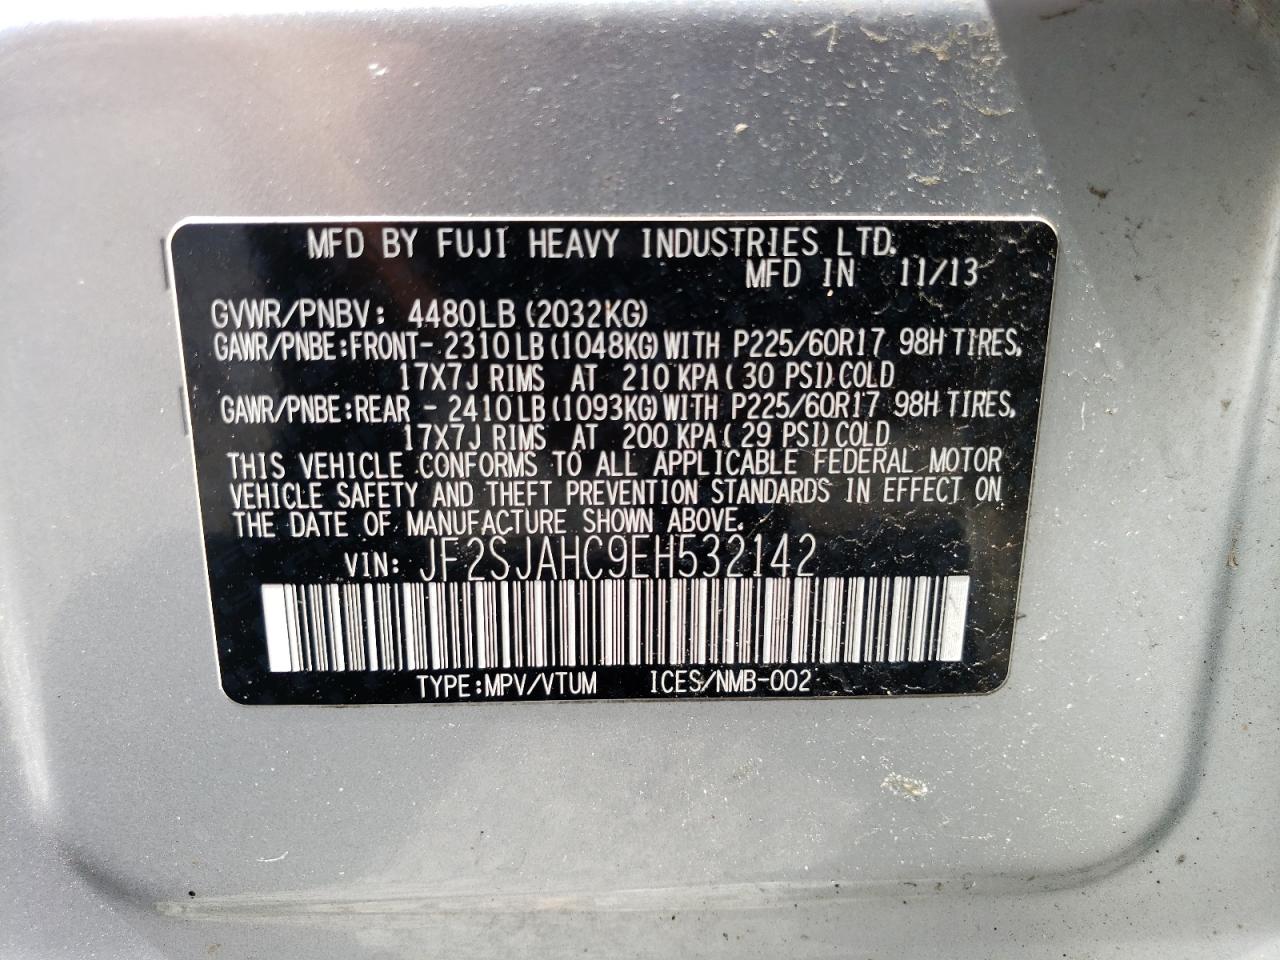 MFD BY FUJI HEAVY INDUSTRIES LTD.
MFD IN 11/13
GVWR/PNBV: 4480LB (2032KG)
GAWR/PNBE:FRONT- 2310LB (1048KG) WITH P225/60R17 98H TIRES,
17X7J RIMS AT 210 KPA ( 30 PSI) COLD
GAWR/PNBE:REAR - 2410LB (1093KG) WITH P225/60R17 98H TIRES,
17X7J RIMS AT 200 KPA ( 29 PSI) COLD
THIS VEHICLE CONFORMS TO ALL APPLICABLE FEDERAL MOTOR
VEHICLE SAFETY AND THEFT PREVENTION STANDARDS IN EFFECT ON
THE DATE OF MANUFACTURE SHOWN ABOVE.
VIN: JF2SJAHC9EH532142
TYPE:MPV/VTUM ICES/NMB-002